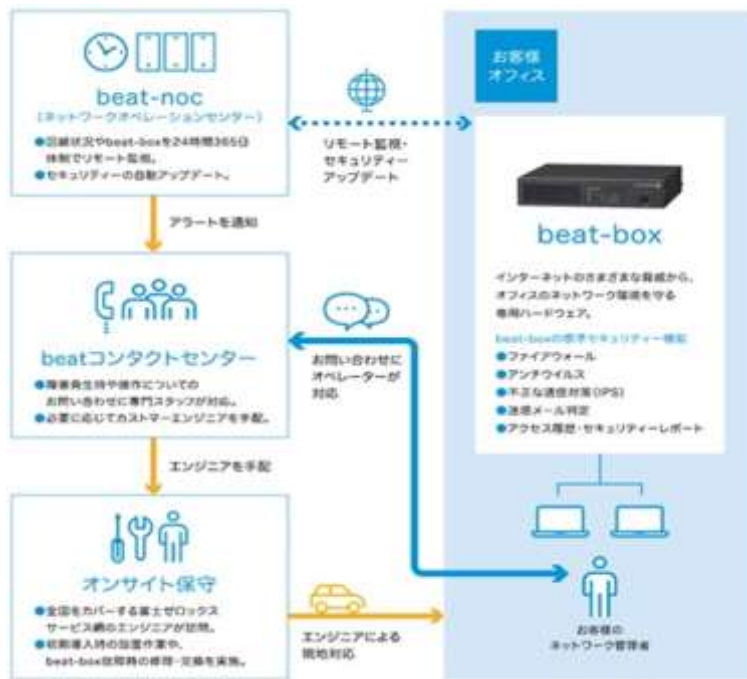 beat-noc
(ネットワークオペレーションセンター)
●回線状況やbeat-boxを24時間365日
体制でリモート監視。
●セキュリティーの自動アップデート。
リモート監視・
セキュリティー
アップデート
お客様
オフィス
アラートを通知
beat-box
インターネットのさまざまな脅威から、
オフィスのネットワーク環境を守る
専用ハードウェア。
beat-boxの標準セキュリティー機能
●ファイアウォール
●アンチウイルス
●不正な通信対策(IPS)
●迷惑メール判定
●アクセス履歴・セキュリティーレポート
beatコンタクトセンター
●障害発生時や操作についての
お問い合わせに専門スタッフが対応。
●必要に応じてカストマーエンジニアを手配。
お問い合わせに
オペレーターが
対応
エンジニアを手配
オンサイト保守
●全国をカバーする富士ゼロックス
サービス網のエンジニアが訪問。
●初期導入時の設置作業や、
beat-box故障時の修理・交換を実施。
エンジニアによる
現地対応
お客様の
ネットワーク管理者